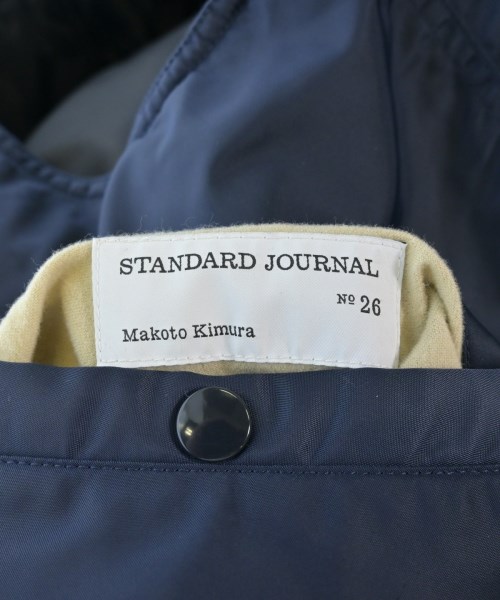 STANDARD JOURNAL
Nº 26
Makoto Kimura